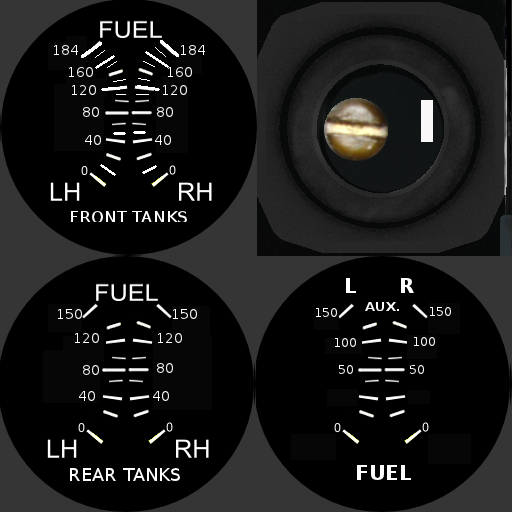 FUEL
184 184
160 160
120 120
80 80
40 40
0 0
LH RH
FRONT TANKS
FUEL
150 150
120 120
80 80
40 40
0 0
LH RH
REAR TANKS
L R
AUX.
150 150
100 100
50 50
0 0
FUEL